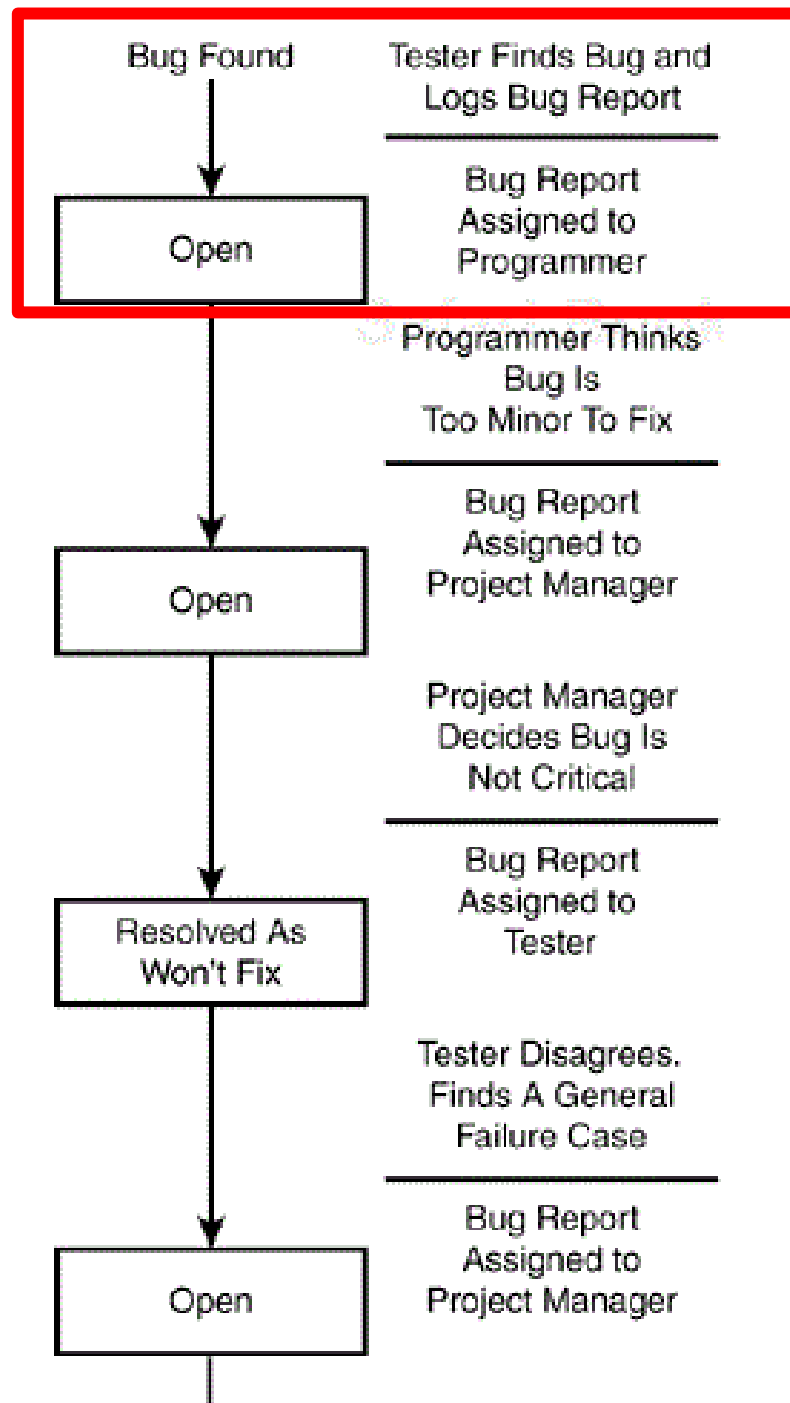 Bug Found
Tester Finds Bug and
Logs Bug Report
Bug Report
Assigned to
Programmer
Open
Programmer Thinks
Bug Is
Too Minor To Fix
Bug Report
Assigned to
Project Manager
Open
Project Manager
Decides Bug Is
Not Critical
Bug Report
Assigned to
Tester
Resolved As
Won't Fix
Tester Disagrees.
Finds A General
Failure Case
Bug Report
Assigned to
Project Manager
Open